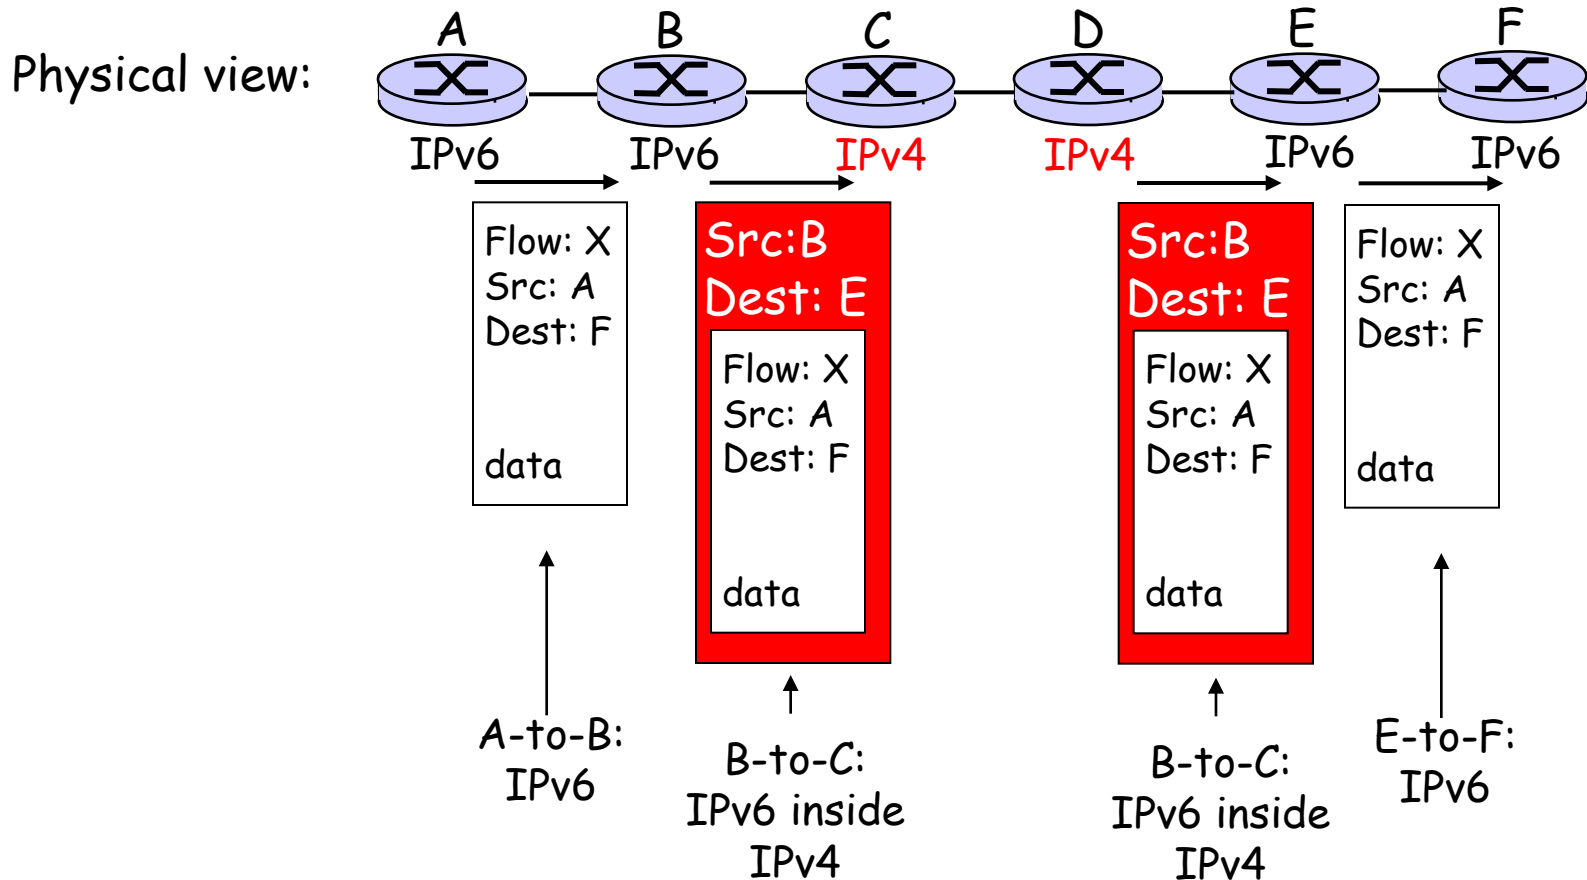 A
B
C
D
E
F
Physical view:
IPv6
IPv6
IPv4
IPv4
IPv6
IPv6
Flow: X
Src: A
Dest: F
data
Src:B
Dest: E
Flow: X
Src: A
Dest: F
data
Src:B
Dest: E
Flow: X
Src: A
Dest: F
data
Flow: X
Src: A
Dest: F
data
A-to-B:
IPv6
B-to-C:
IPv6 inside
IPv4
B-to-C:
IPv6 inside
IPv4
E-to-F:
IPv6